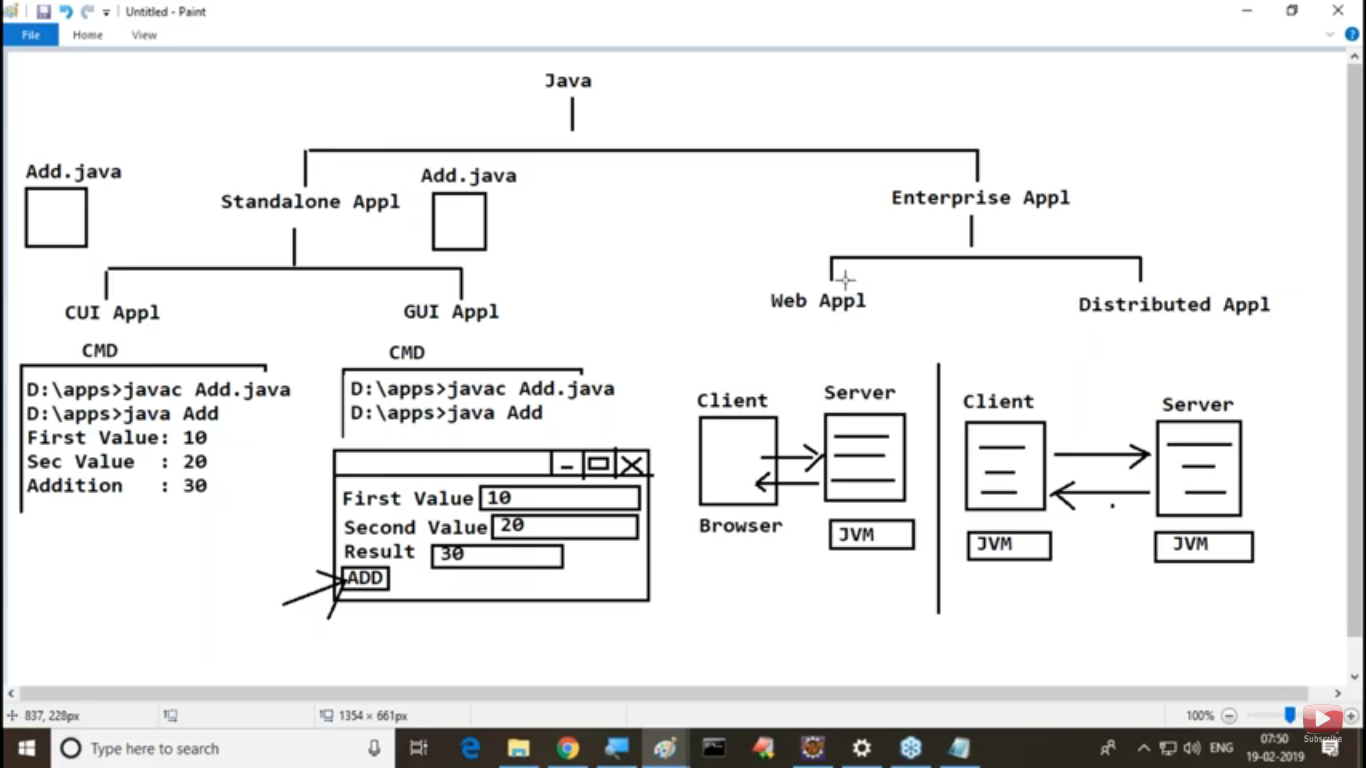 Untitled - Paint
File Home View
Java
Add.java
Standalone Appl
Add.java
Enterprise Appl
CUI Appl
GUI Appl
Web Appl
Distributed Appl
CMD
D:\apps>javac Add.java
D:\apps>java Add
First Value: 10
Sec Value : 20
Addition : 30
CMD
D:\apps>javac Add.java
D:\apps>java Add
First Value 10
Second Value 20
Result 30
ADD
Client
Server
Browser
JVM
Client
Server
JVM
JVM
837, 228px
1354 × 661px
100%
Type here to search
ENG
07:50
19-02-2019
Subscribe